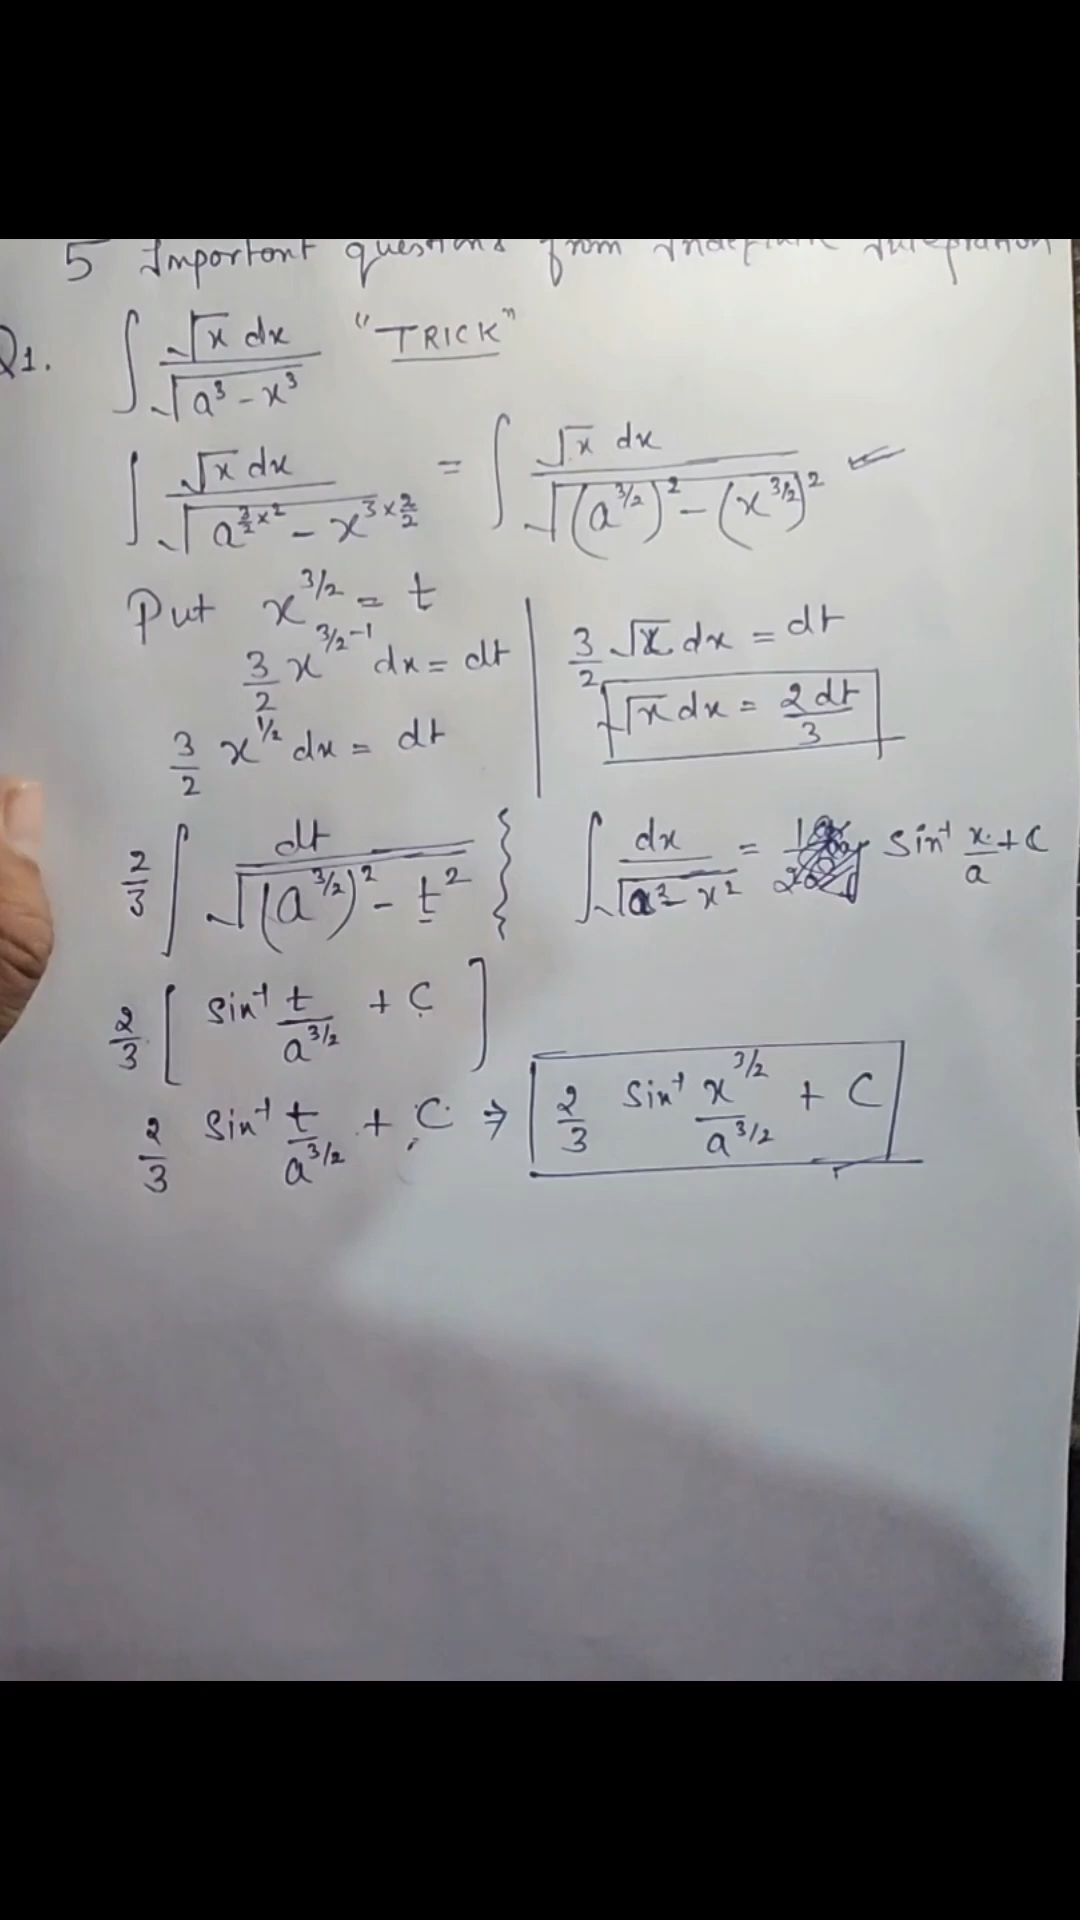 5 Important questions from Indefinite Integration
Q1. ∫ √x dx / √(a³ - x³) "TRICK"
∫ √x dx / √(a^(3/2 × 2) - x^(3 × 2/2)) = ∫ √x dx / √((a^(3/2))² - (x^(3/2))²)
Put x^(3/2) = t
3/2 x^(3/2 - 1) dx = dt
3/2 x^(1/2) dx = dt
3/2 √x dx = dt
√x dx = 2 dt / 3
2/3 ∫ dt / √((a^(3/2))² - t²) } ∫ dx / √(a² - x²) = sin⁻¹ x/a + C
2/3 [ sin⁻¹ t / a^(3/2) + C ]
2/3 sin⁻¹ t / a^(3/2) + C ⇒ 2/3 sin⁻¹ x^(3/2) / a^(3/2) + C